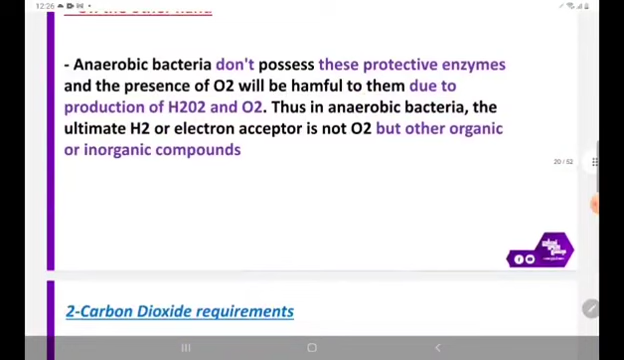 12:26
- Anaerobic bacteria don't possess these protective enzymes
and the presence of O2 will be hamful to them due to
production of H202 and O2. Thus in anaerobic bacteria, the
ultimate H2 or electron acceptor is not O2 but other organic
or inorganic compounds
20 / 52
2-Carbon Dioxide requirements